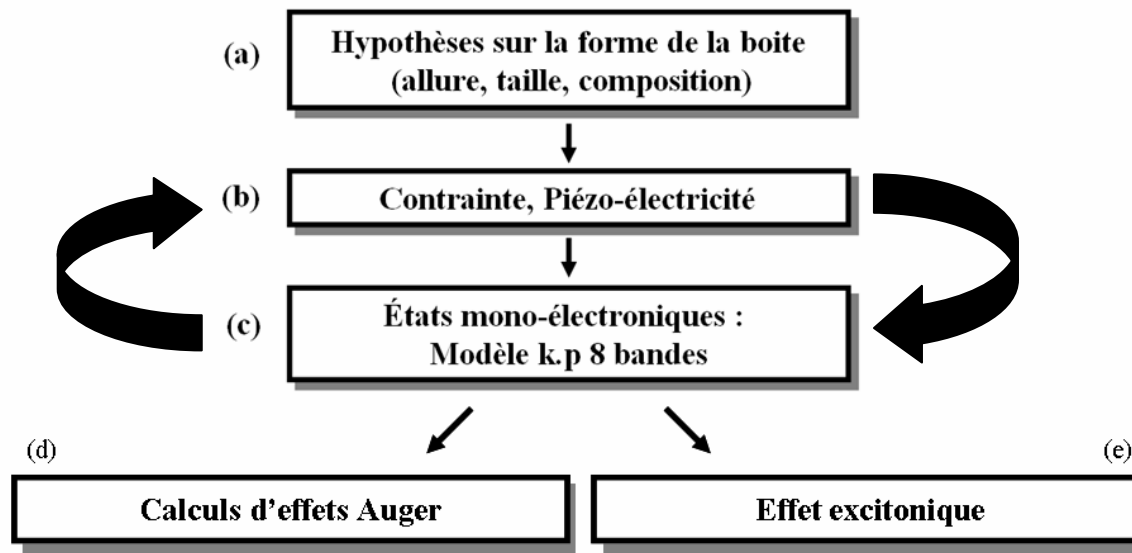 (a)
Hypothèses sur la forme de la boite
(allure, taille, composition)
(b)
Contrainte, Piézo-électricité
(c)
États mono-électroniques :
Modèle k.p 8 bandes
(d)
Calculs d'effets Auger
(e)
Effet excitonique